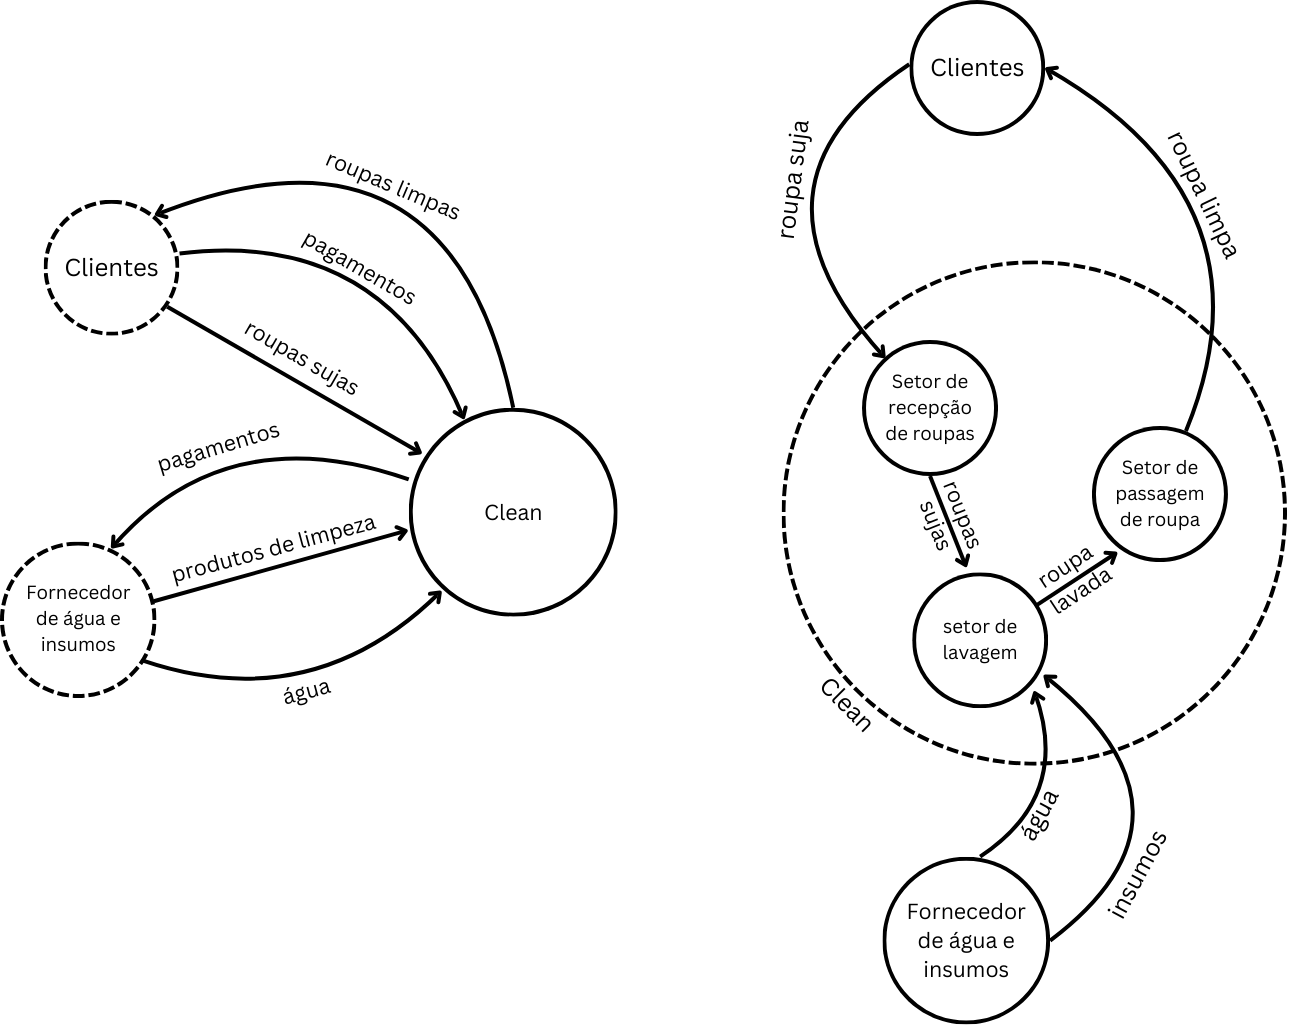 roupas limpas
pagamentos
Clientes
roupas sujas
pagamentos
Clean
produtos de limpeza
Fornecedor
de água e
insumos
água
Clientes
roupa suja
roupa limpa
Setor de
recepção
de roupas
Setor de
passagem
de roupa
roupas
sujas
roupa
lavada
setor de
lavagem
Clean
água
insumos
Fornecedor
de água e
insumos